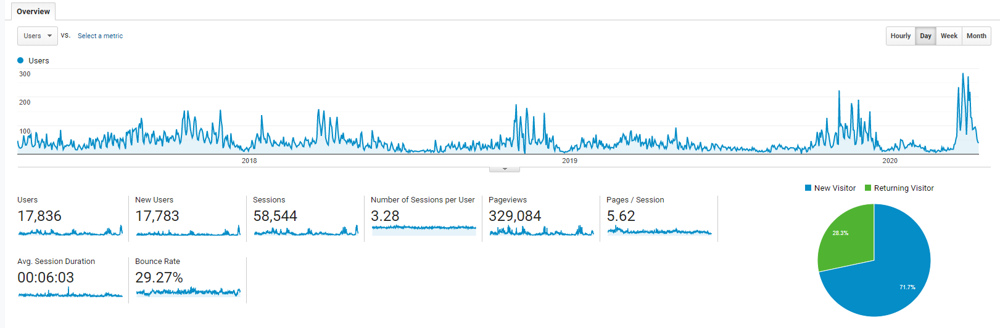 Overview
Users vs. Select a metric
Hourly Day Week Month
Users
300
200
100
2018 2019 2020
New Visitor Returning Visitor
Users New Users Sessions Number of Sessions per User Pageviews Pages / Session
17,836 17,783 58,544 3.28 329,084 5.62
28.3%
71.7%
Avg. Session Duration Bounce Rate
00:06:03 29.27%